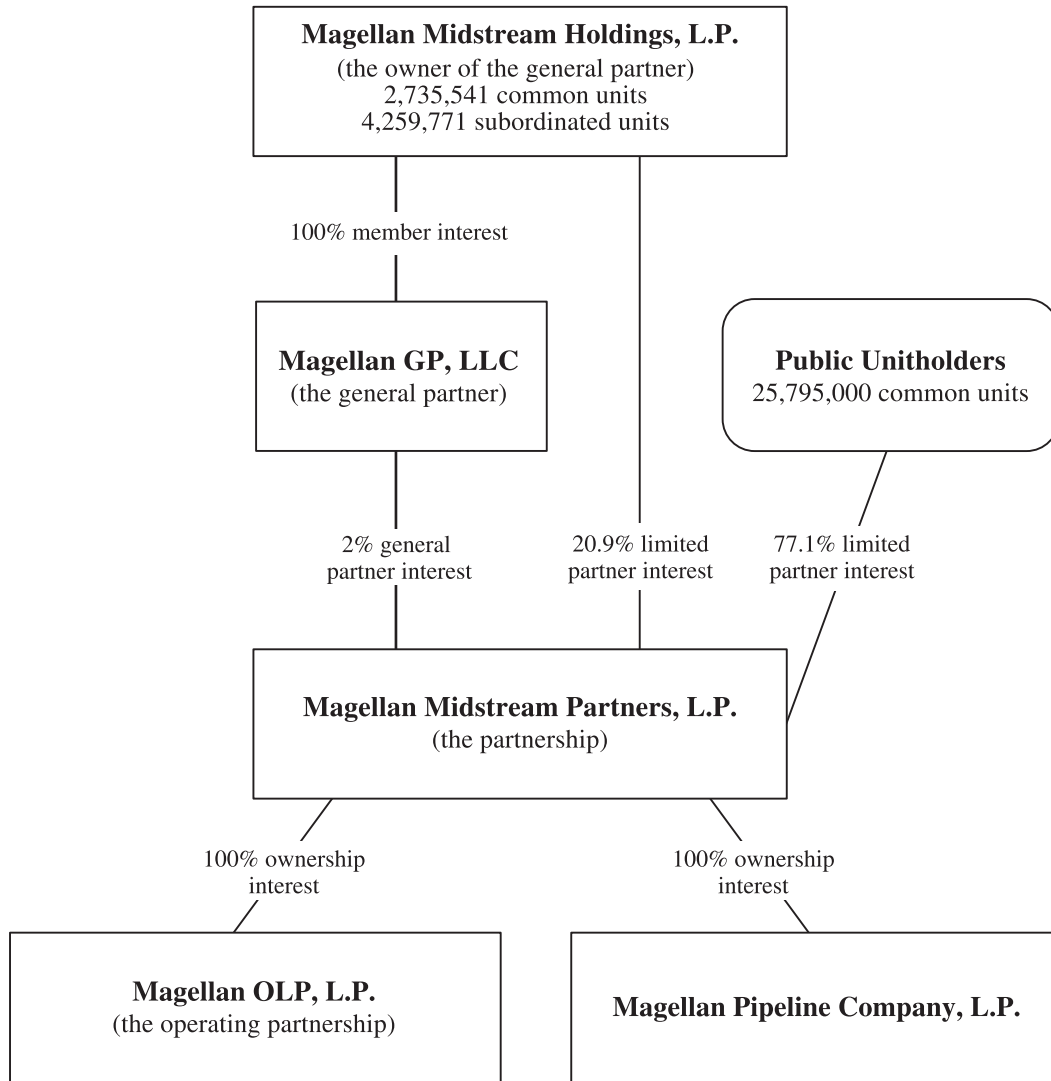 Magellan Midstream Holdings, L.P.
(the owner of the general partner)
2,735,541 common units
4,259,771 subordinated units
100% member interest
Magellan GP, LLC
(the general partner)
Public Unitholders
25,795,000 common units
2% general
partner interest
20.9% limited
partner interest
77.1% limited
partner interest
Magellan Midstream Partners, L.P.
(the partnership)
100% ownership
interest
100% ownership
interest
Magellan OLP, L.P.
(the operating partnership)
Magellan Pipeline Company, L.P.